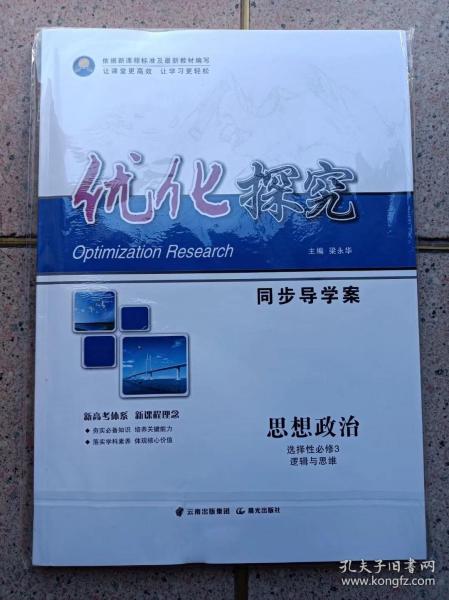 依据新课程标准及最新教材编写
让课堂更高效 让学习更轻松
优化探究
Optimization Research
主编 梁永华
同步导学案
新高考体系 新课程理念
◆ 夯实必备知识 培养关键能力
◆ 落实学科素养 体现核心价值
思想政治
选择性必修3
逻辑与思维
云南出版集团 晨光出版社
孔夫子旧书网
www.kongfz.com